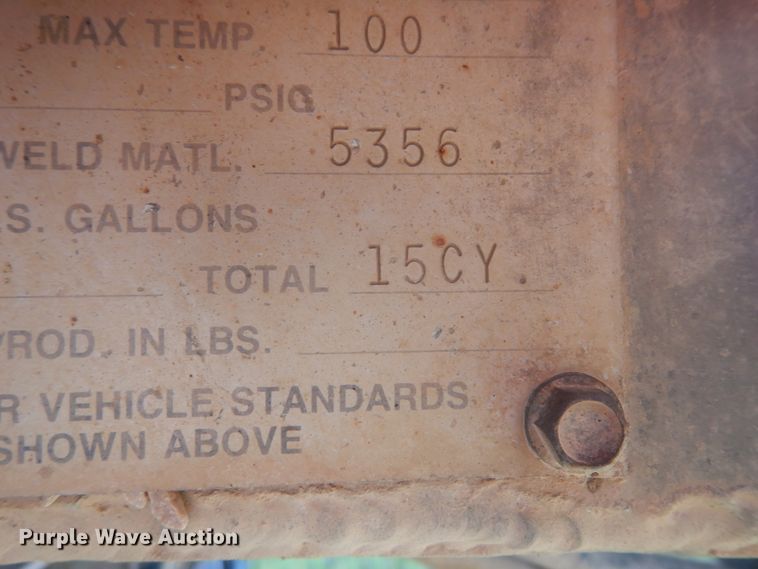 MAX TEMP. 100
PSIG
WELD MATL. 5356
.S. GALLONS
TOTAL 15CY.
ROD. IN LBS.
R VEHICLE STANDARDS
SHOWN ABOVE
Purple Wave Auction